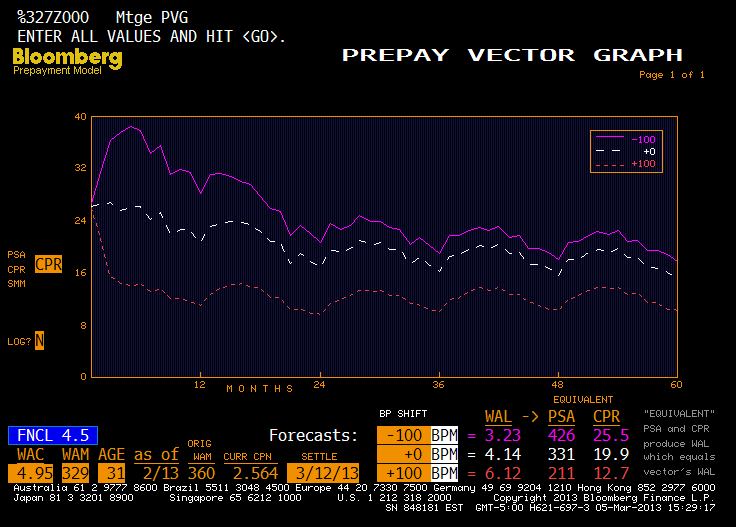 %327Z000 Mtge PVG
ENTER ALL VALUES AND HIT <GO>.
Bloomberg
Prepayment Model
PREPAY VECTOR GRAPH
Page 1 of 1
40
-100
+0
+100
32
24
PSA
CPR CPR
SMM
16
8
LOG? N
0
12 24 36 48 60
MONTHS
EQUIVALENT
BP SHIFT WAL -> PSA CPR "EQUIVALENT"
FNCL 4.5 Forecasts: -100 BPM = 3.23 426 25.5 PSA and CPR
produce WAL
WAC WAM AGE as of ORIG WAM CURR CPN SETTLE +0 BPM = 4.14 331 19.9 which equals
4.95 329 31 2/13 360 2.564 3/12/13 +100 BPM = 6.12 211 12.7 vector's WAL
Australia 61 2 9777 8600 Brazil 5511 3048 4500 Europe 44 20 7330 7500 Germany 49 69 9204 1210 Hong Kong 852 2977 6000
Japan 81 3 3201 8900 Singapore 65 6212 1000 U.S. 1 212 318 2000 Copyright 2013 Bloomberg Finance L.P.
SN 848181 EST GMT-5:00 H621-697-3 05-Mar-2013 15:29:17